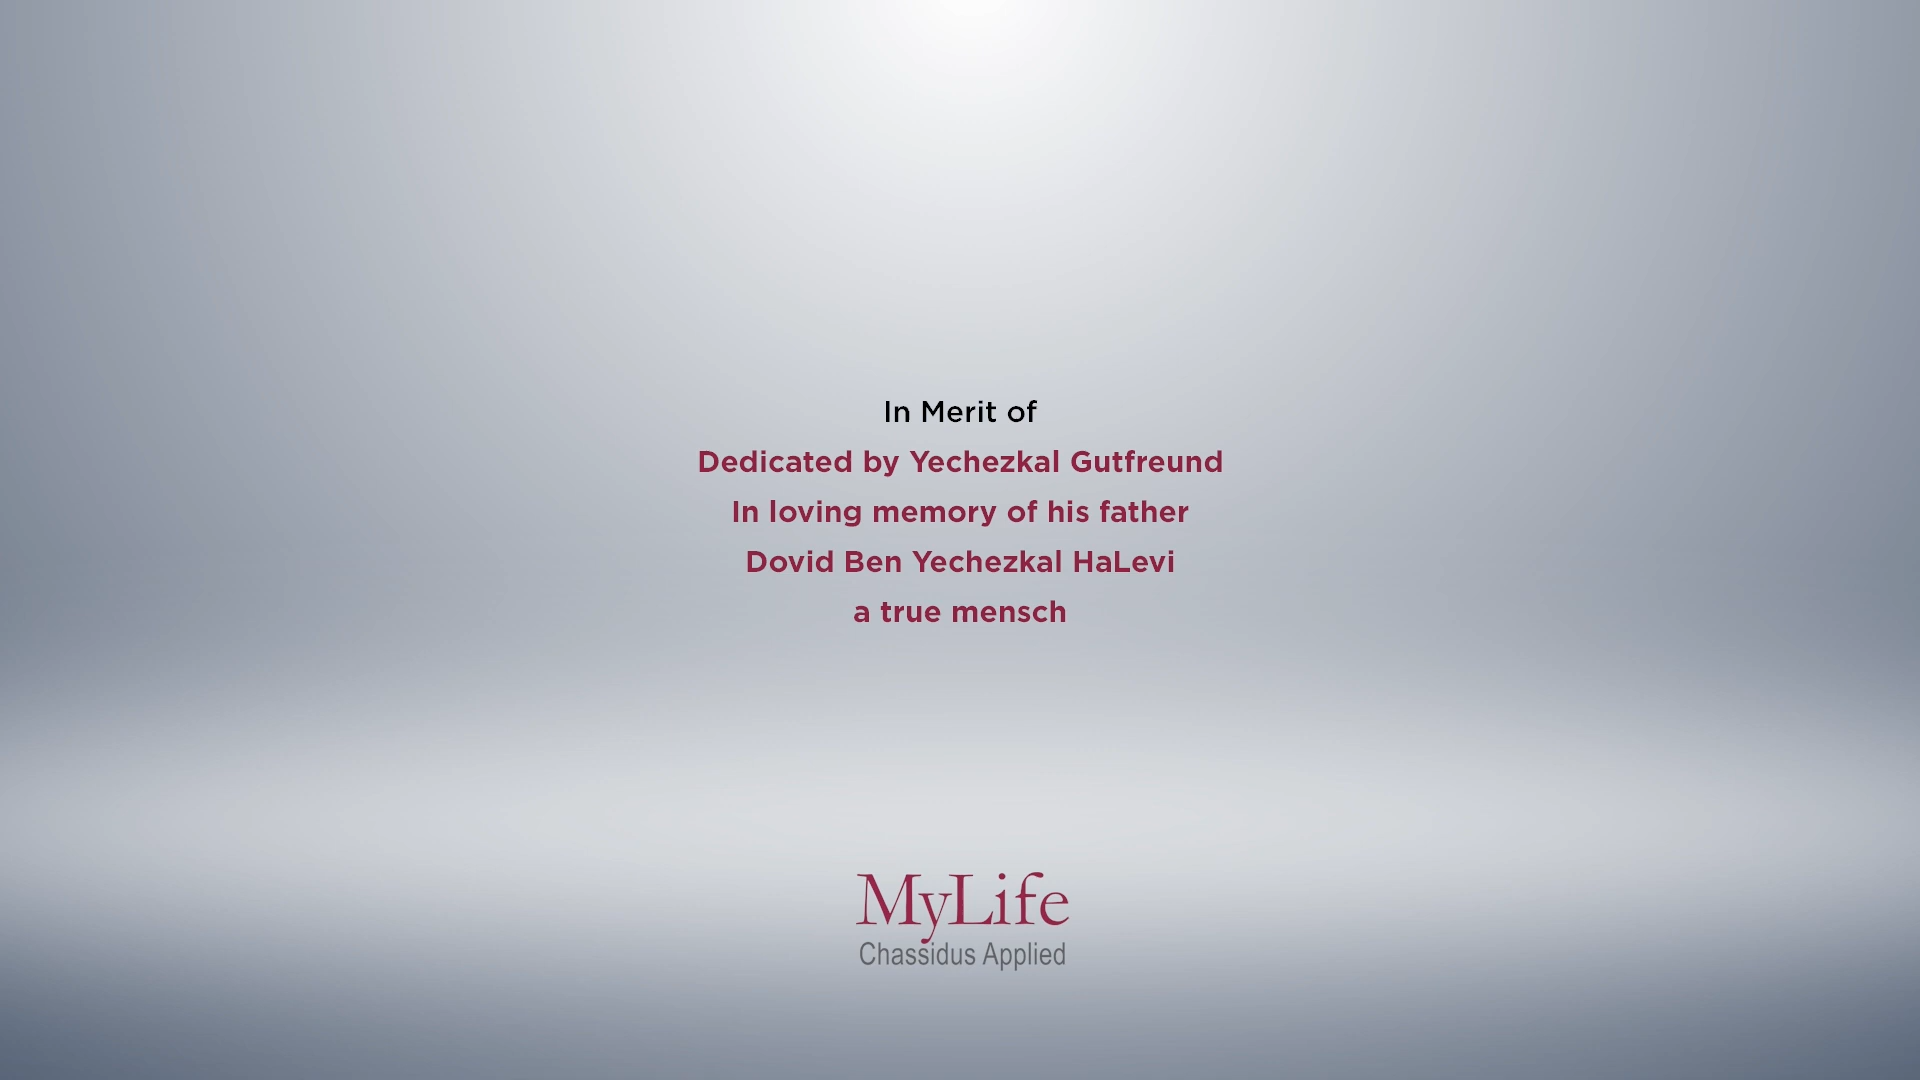 In Merit of
Dedicated by Yechezkal Gutfreund
In loving memory of his father
Dovid Ben Yechezkal HaLevi
a true mensch
MyLife
Chassidus Applied